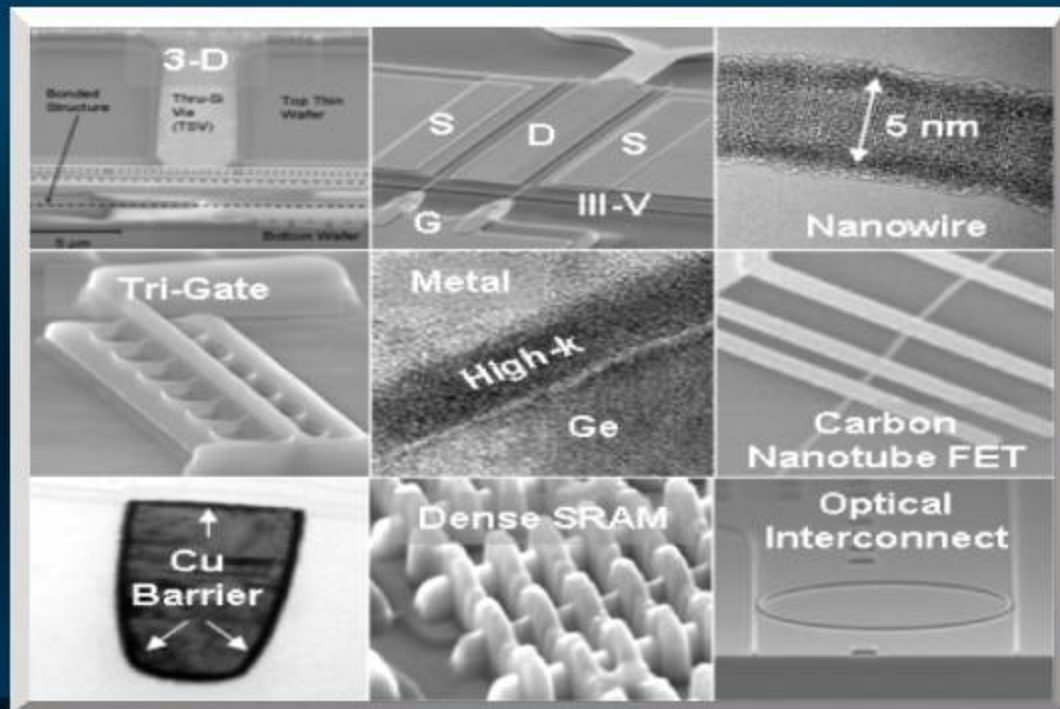 3-D
Bonded
Structure
Thru-Si
Via
(TSV)
Top Thin
Wafer
5 µm
Bottom Wafer
S
D
S
III-V
G
5 nm
Nanowire
Tri-Gate
Metal
High-k
Ge
Carbon
Nanotube FET
Cu
Barrier
Dense SRAM
Optical
Interconnect